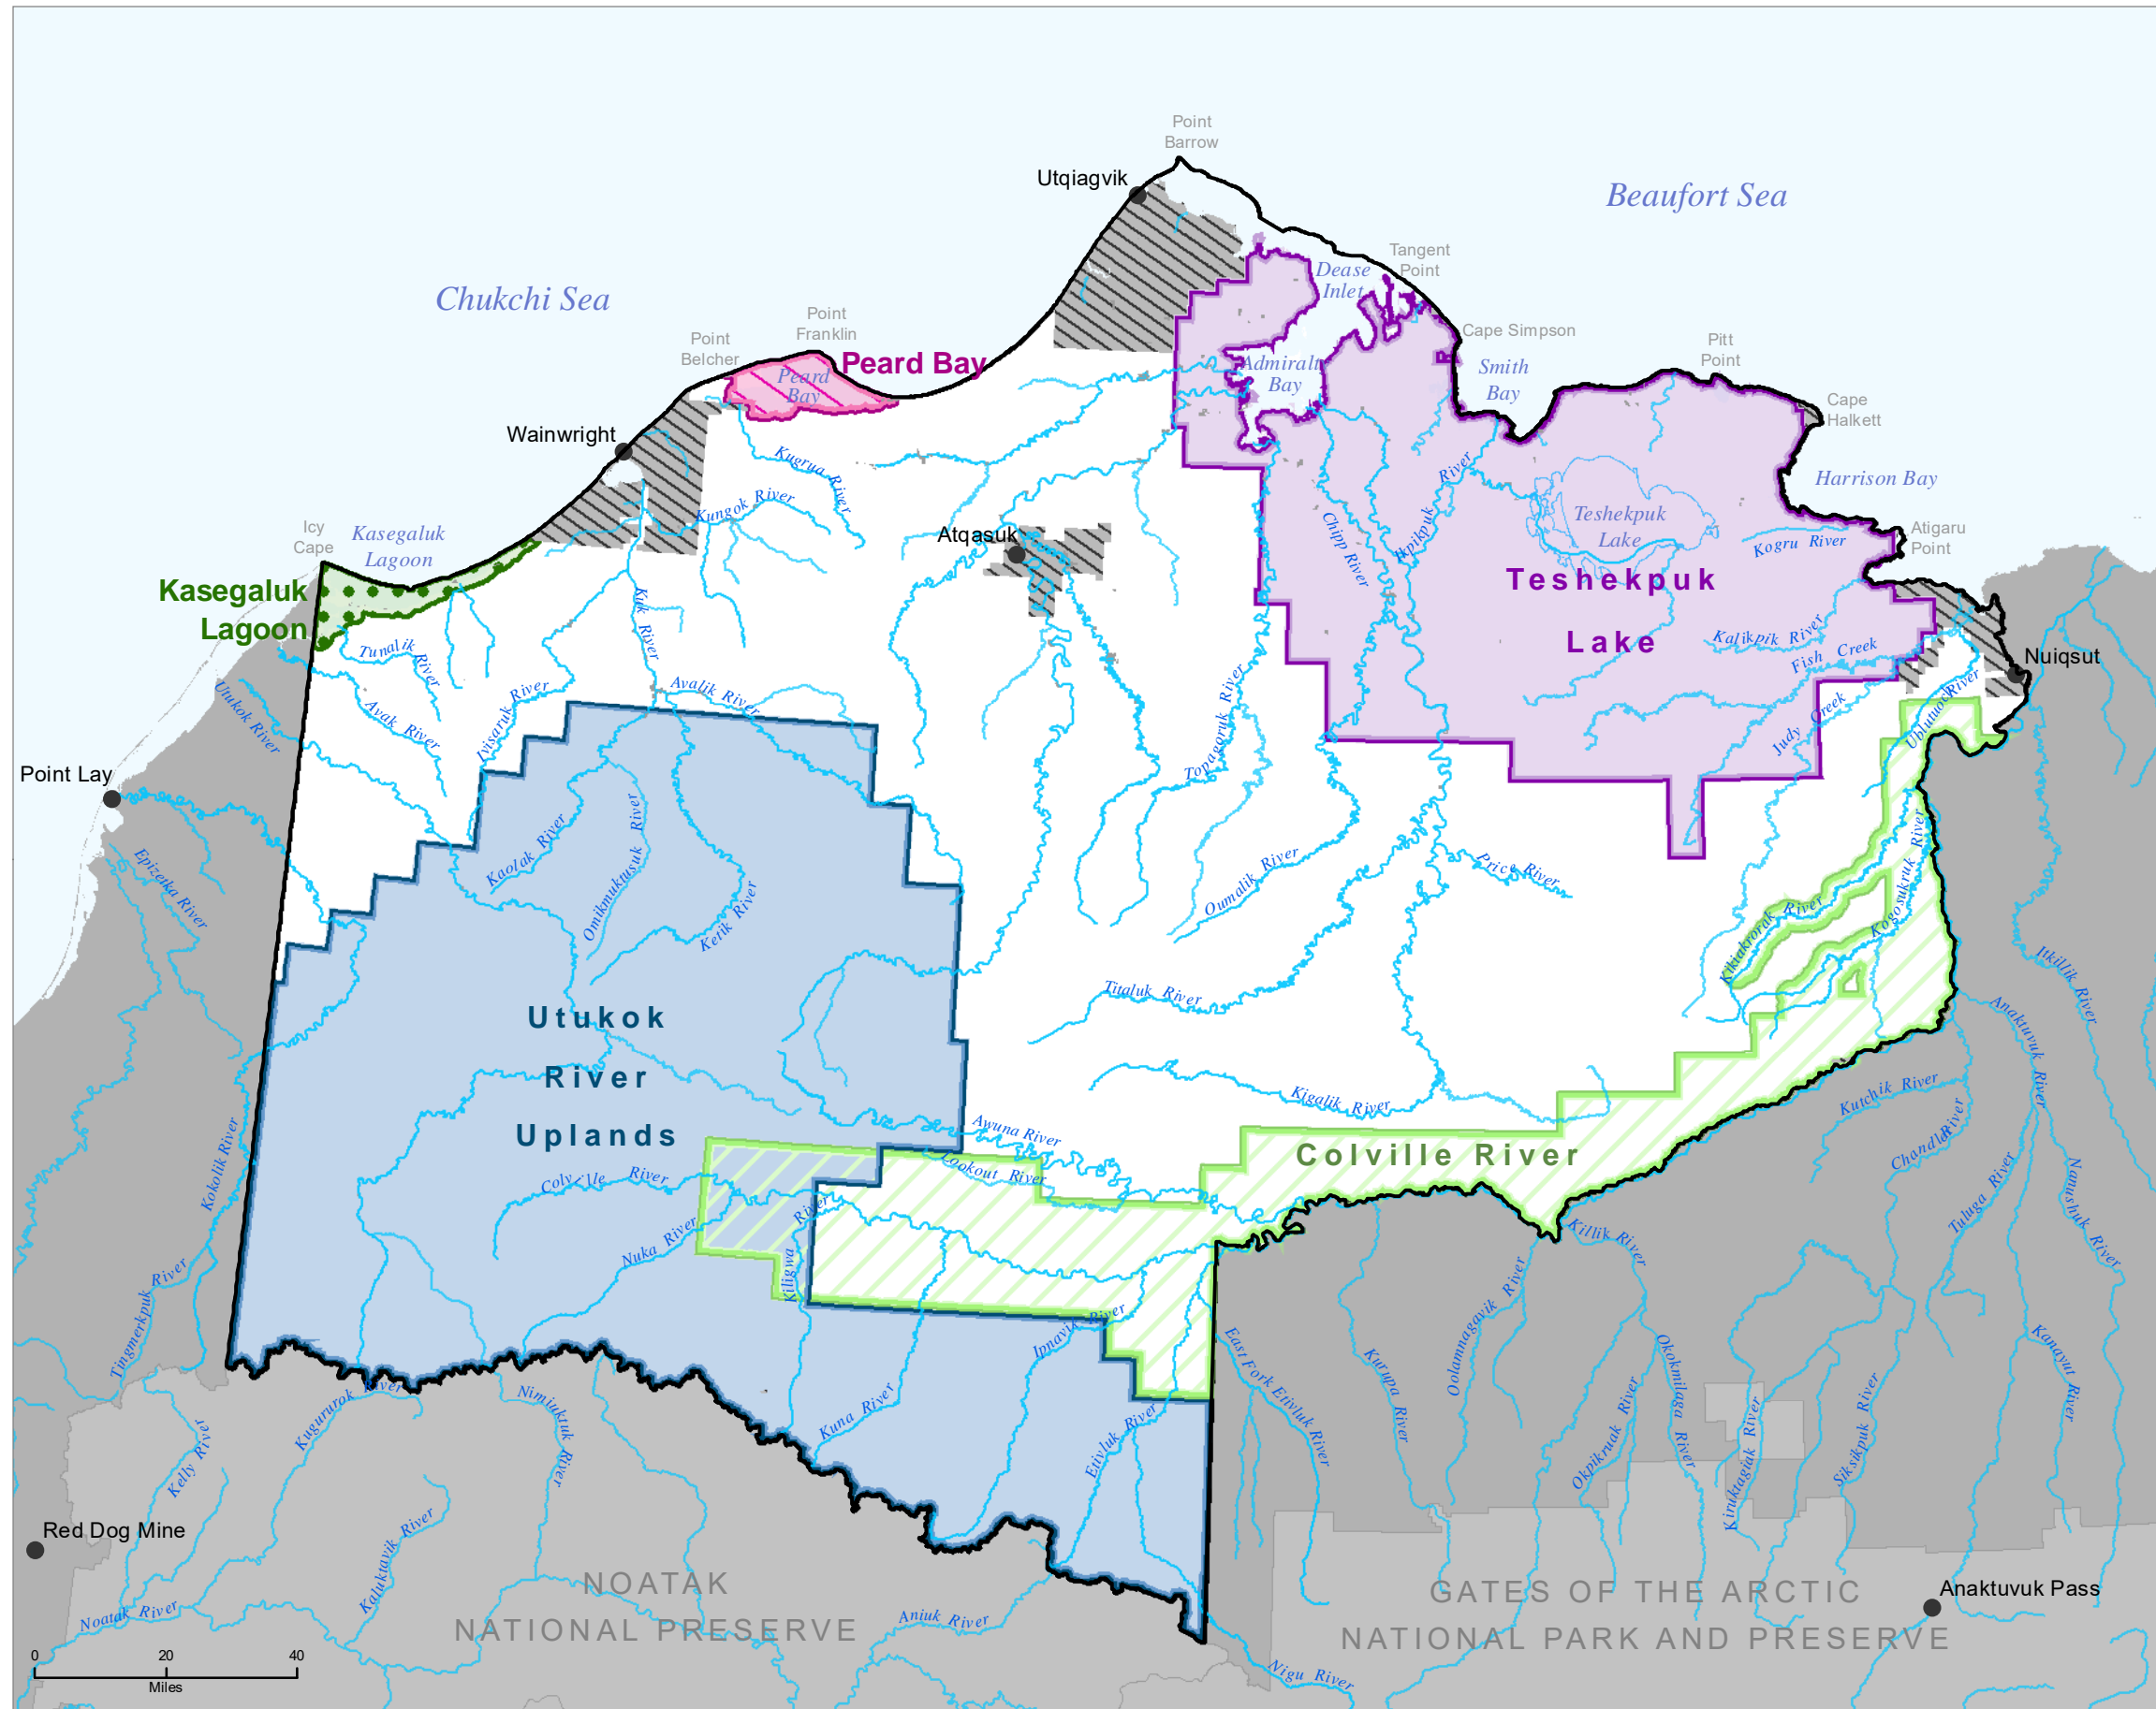 Point
Barrow
Utqiagvik
Beaufort Sea
Tangent
Point
Dease
Inlet
Chukchi Sea
Point
Franklin
Point
Belcher
Peard Bay
Peard
Bay
Cape Simpson
Pitt
Point
Smith
Bay
Admiralt
Bay
Cape
Halkett
Wainwright
Kugrua River
River
Harrison Bay
Kungok River
Icy
Cape
Kasegaluk
Lagoon
Atqasuk
Chipp River
Ikpikpuk
Teshekpuk
Lake
Kogru River
Atigaru
Point
Kasegaluk
Lagoon
Teshekpuk
Lake
Kuk River
Tunalik River
Kalikpik River
Fish Creek
Nuiqsut
Utukok River
Avak River
Ivisaruk River
Avalik River
Topagoruk River
Judy Creek
Ublutuoch River
Point Lay
Epizetka River
Kaolak River
Omikmuktusuk River
Ketik River
Oumalik River
Price River
Kikiakrorak River
Kogosukruk River
Itkillik River
Anaktuvuk River
Titaluk River
Utukok
River
Uplands
Kigalik River
Kutchik River
Chandler River
Awuna River
Lookout River
Colville River
Kokolik River
Colville River
Nuka River
River
Kiligwa
Killik River
Tuluga River
Nanushuk River
Tingmerkpuk River
Ipnavik River
East Fork Etivluk River
Kurupa River
Oolamnagavik River
Okpikruak River
Okokmilaga River
Kiruktagiak River
Siksikpuk River
Kanayut River
Kugururok River
Nimiuktuk River
Kelly River
Kuna River
Etivluk River
Red Dog Mine
Kaluktavik River
NOATAK
NATIONAL PRESERVE
Noatak River
Aniuk River
GATES OF THE ARCTIC
NATIONAL PARK AND PRESERVE
Anaktuvuk Pass
Nigu River
0 20 40
Miles